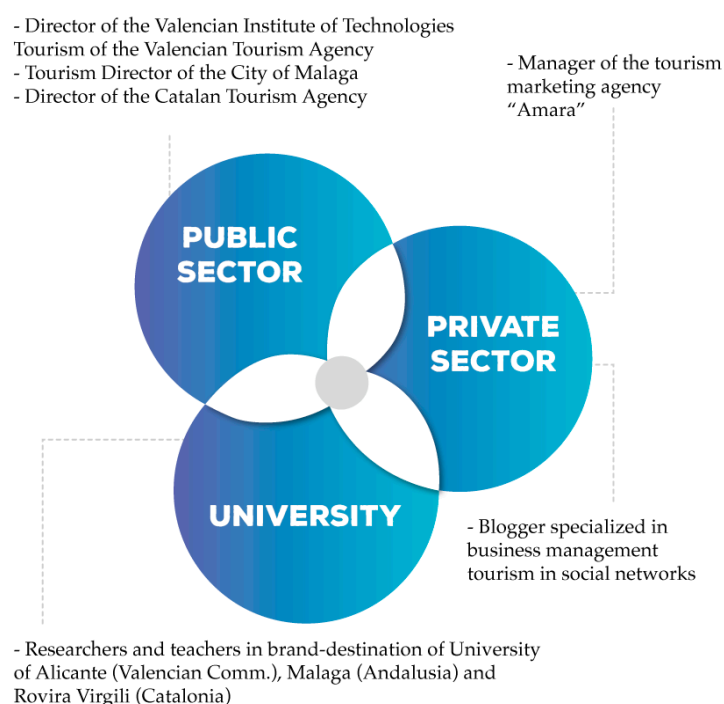 - Director of the Valencian Institute of Technologies
Tourism of the Valencian Tourism Agency
- Tourism Director of the City of Malaga
- Director of the Catalan Tourism Agency
- Manager of the tourism
marketing agency
“Amara”
PUBLIC
SECTOR
PRIVATE
SECTOR
UNIVERSITY
- Blogger specialized in
business management
tourism in social networks
- Researchers and teachers in brand-destination of University
of Alicante (Valencian Comm.), Malaga (Andalusia) and
Rovira Virgili (Catalonia)